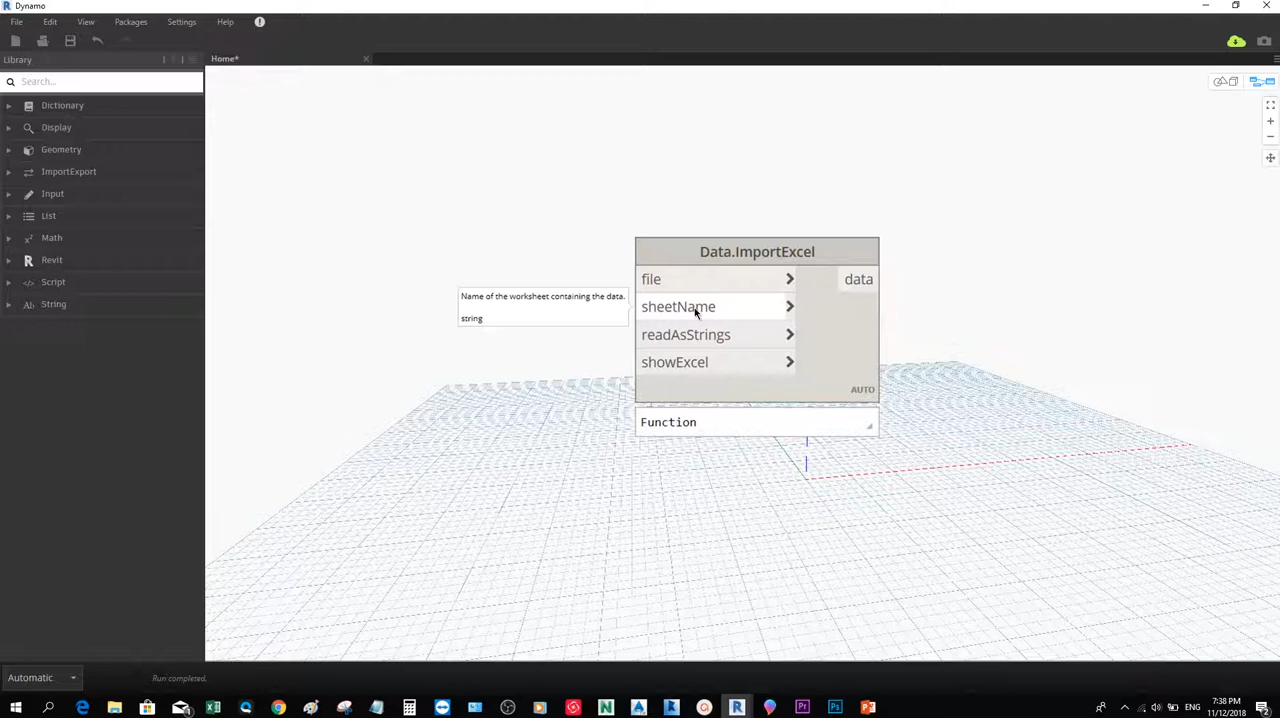 Dynamo
File Edit View Packages Settings Help
Library
Home*
Search...
Dictionary
Display
Geometry
ImportExport
Input
List
Math
Revit
Script
String
Data.ImportExcel
file
data
sheetName
readAsStrings
showExcel
AUTO
Function
Name of the worksheet containing the data.
string
Automatic
Run completed.
ENG
7:38 PM
11/12/2018